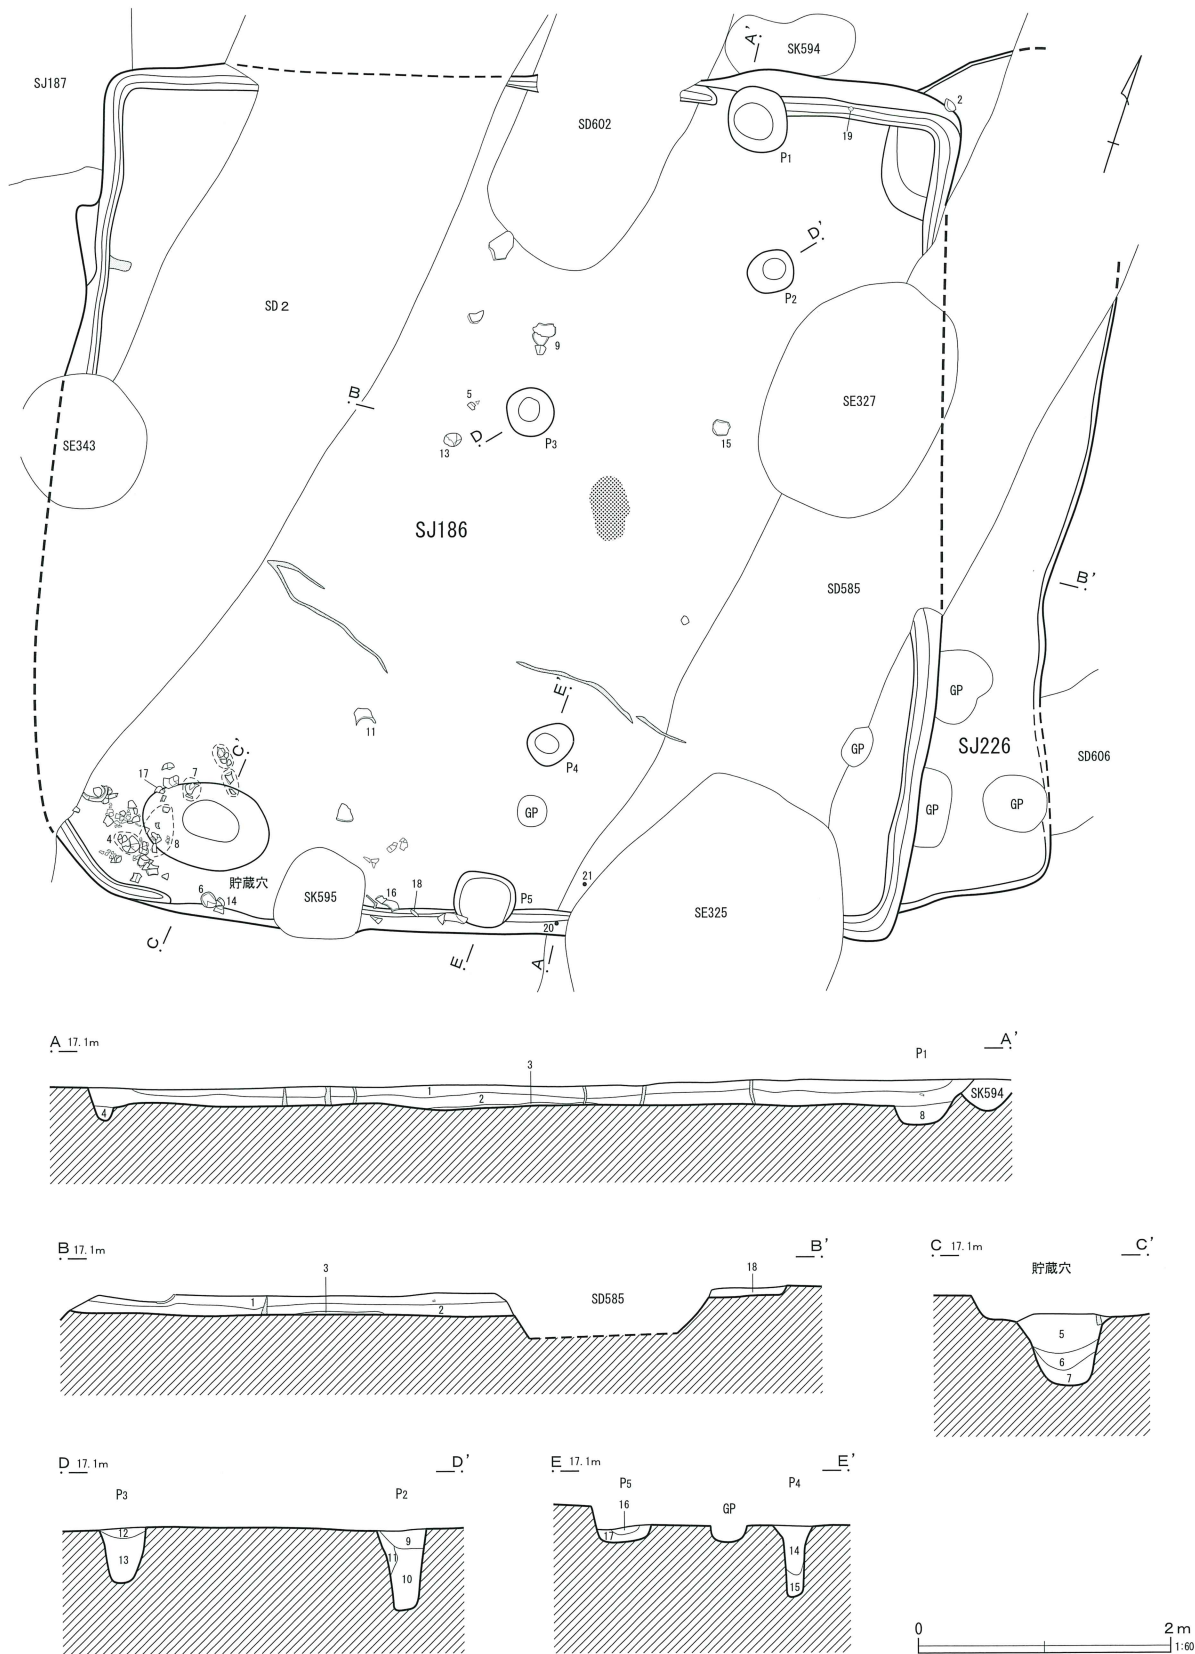 SJ187
SK594
A'
SD602
2
19
P1
D'
P2
SD2
9
B
5
SE327
D
P3
13
15
SE343
SJ186
SD585
B'
E'
GP
11
SJ226
C'
17
7
P4
GP
SD606
GP
GP
GP
4
8
貯蔵穴
21
6
14
SK595
16
18
P5
SE325
20
C
E
A
A 17.1m
A'
P1
3
1
2
4
8
SK594
B 17.1m
B'
3
18
1
2
SD585
C 17.1m
C'
貯蔵穴
5
6
7
D 17.1m
D'
P3
P2
12
13
9
11
10
E 17.1m
E'
P5
P4
16
GP
17
14
15
0
2m
1:60